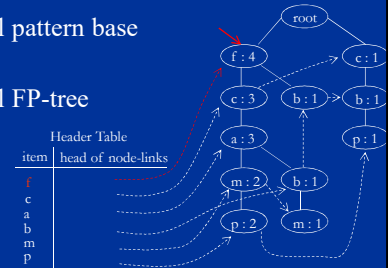 l pattern base
l FP-tree
Header Table
item head of node-links
f
c
a
b
m
p
root
f : 4
c : 1
c : 3
b : 1
b : 1
a : 3
p : 1
m : 2
b : 1
p : 2
m : 1